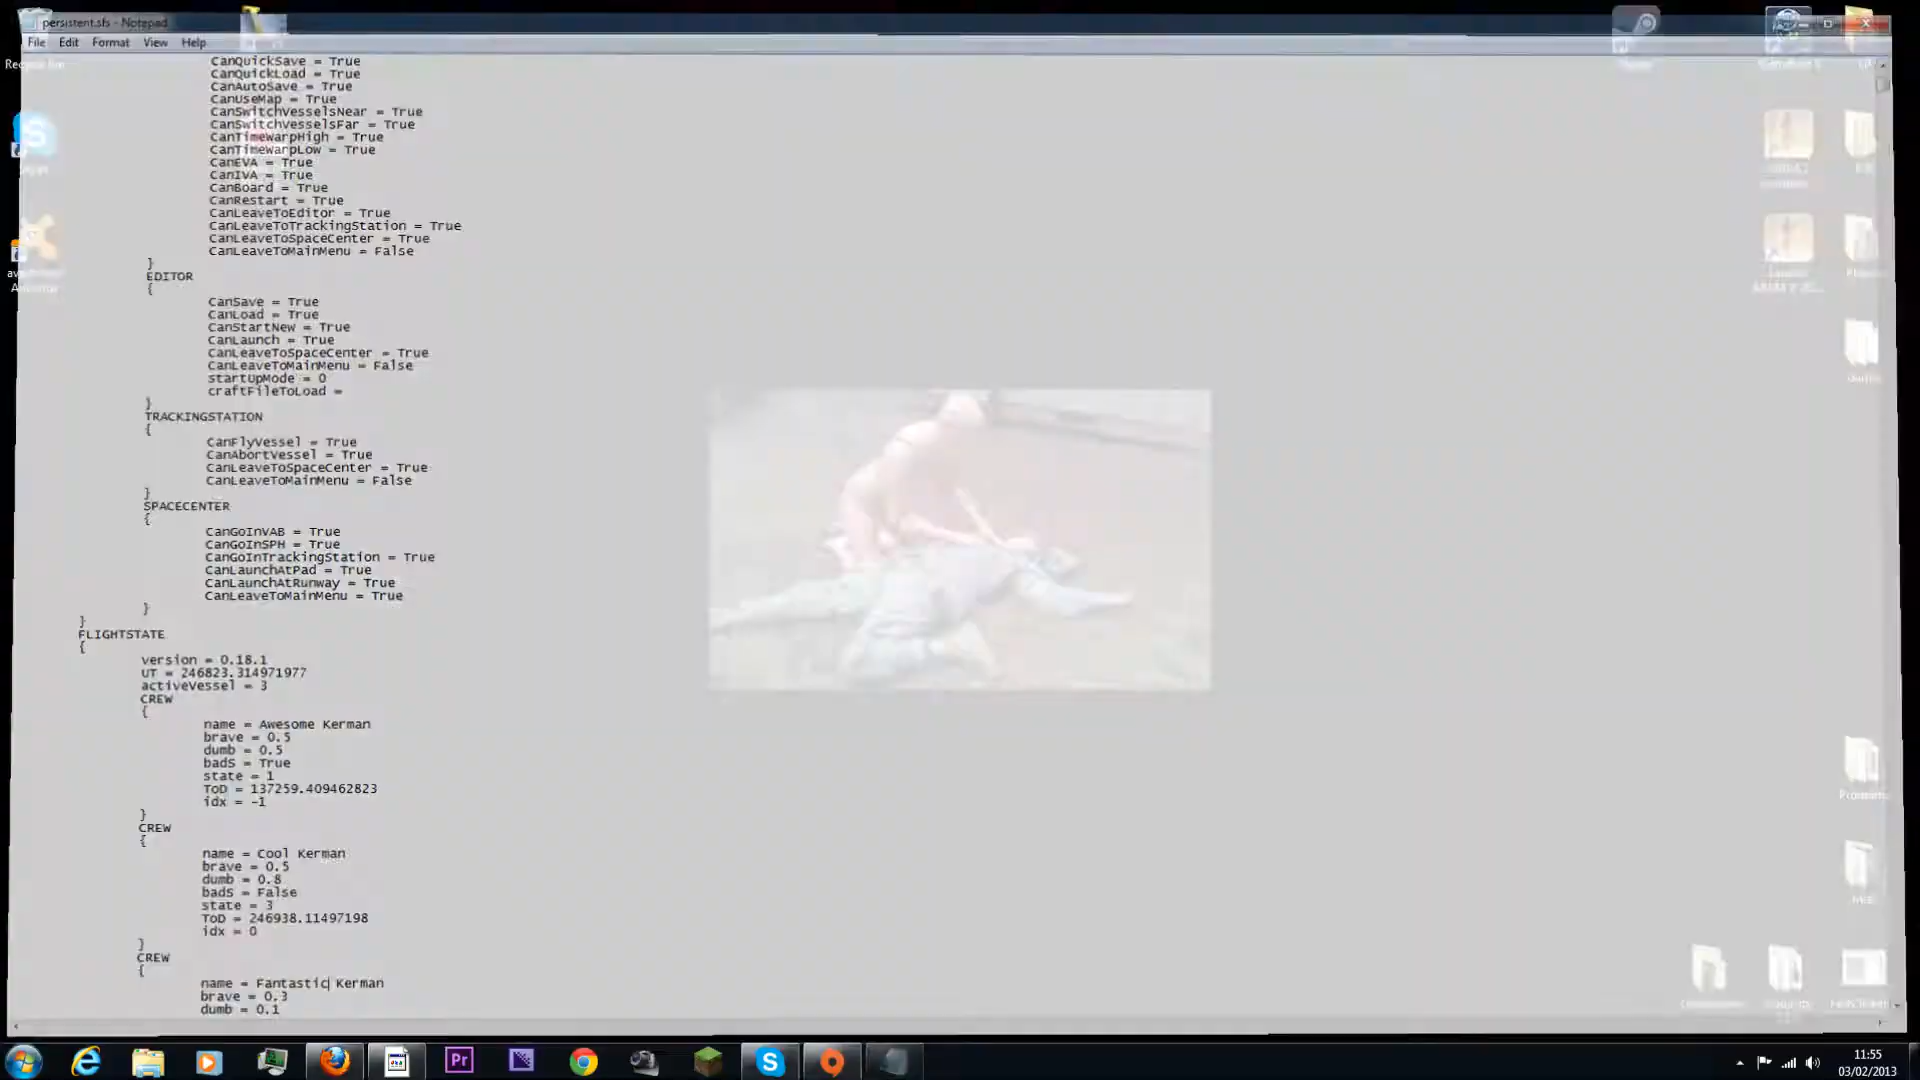 persistent.sfs - Notepad
File Edit Format View Help
CanQuickSave = True
CanQuickLoad = True
CanAutoSave = True
CanUseMap = True
CanSwitchVesselsNear = True
CanSwitchVesselsFar = True
CanTimeWarpHigh = True
CanTimeWarpLow = True
CanEVA = True
CanIVA = True
CanBoard = True
CanRestart = True
CanLeaveToEditor = True
CanLeaveToTrackingStation = True
CanLeaveToSpaceCenter = True
CanLeaveToMainMenu = False
}
EDITOR
{
CanSave = True
CanLoad = True
CanStartNew = True
CanLaunch = True
CanLeaveToSpaceCenter = True
CanLeaveToMainMenu = False
startUpMode = 0
craftFileToLoad =
}
TRACKINGSTATION
{
CanFlyVessel = True
CanAbortVessel = True
CanLeaveToSpaceCenter = True
CanLeaveToMainMenu = False
}
SPACECENTER
{
CanGoInVAB = True
CanGoInSPH = True
CanGoInTrackingStation = True
CanLaunchAtPad = True
CanLaunchAtRunway = True
CanLeaveToMainMenu = True
}
}
FLIGHTSTATE
{
version = 0.18.1
UT = 246823.314971977
activeVessel = 3
CREW
{
name = Awesome Kerman
brave = 0.5
dumb = 0.5
badS = True
state = 1
ToD = 137259.409462823
idx = -1
}
CREW
{
name = Cool Kerman
brave = 0.5
dumb = 0.8
badS = False
state = 3
ToD = 246938.11497198
idx = 0
}
CREW
{
name = Fantastic Kerman
brave = 0.3
dumb = 0.1
Pr
11:55
03/02/2013